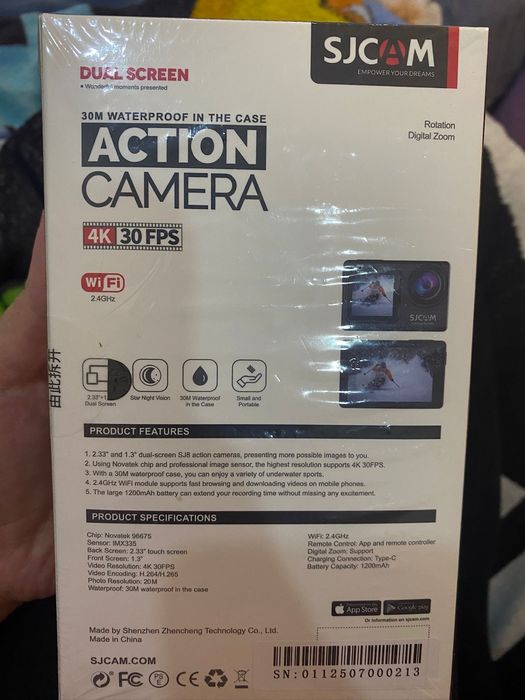 SJCAM
EMPOWER YOUR DREAMS
DUAL SCREEN
• Wonderful moments presented
30M WATERPROOF IN THE CASE
ACTION
CAMERA
Rotation
Digital Zoom
4K 30 FPS
WiFi
2.4GHz
SJCAM
由此拆开
2.33"+1.
Dual Screen
Star Night Vision
30M Waterproof
in the Case
Small and
Portable
PRODUCT FEATURES
1. 2.33" and 1.3" dual-screen SJ8 action cameras, presenting more possible images to you.
2. Using Novatek chip and professional image sensor, the highest resolution supports 4K 30FPS.
3. With a 30M waterproof case, you can enjoy a variety of underwater sports.
4. 2.4GHz WiFi module supports fast browsing and downloading videos on mobile phones.
5. The large 1200mAh battery can extend your recording time without missing any excitement.
PRODUCT SPECIFICATIONS
Chip: Novatek 96675
Sensor: IMX335
Back Screen: 2.33" touch screen
Front Screen: 1.3"
Video Resolution: 4K 30FPS
Video Encoding: H.264/H.265
Photo Resolution: 20M
Waterproof: 30M waterproof in the case
WiFi: 2.4GHz
Remote Control: App and remote controller
Digital Zoom: Support
Charging Connection: Type-C
Battery Capacity: 1200mAh
App Store
Google play
Or Information on sjcam.com
Made by Shenzhen Zhencheng Technology Co., Ltd.
Made in China
SJCAM.COM
FC PSE CE
SN:0112507000213